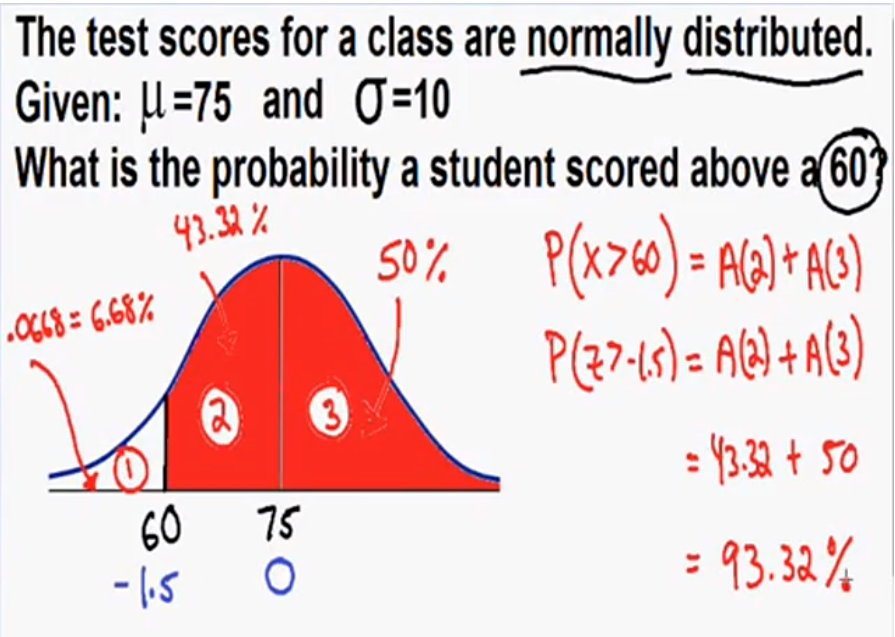 The test scores for a class are normally distributed.
Given: μ=75 and σ=10
What is the probability a student scored above a 60?
43.32%
50%
.0668 = 6.68%
P(x>60) = A(2) + A(3)
P(z>-1.5) = A(2) + A(3)
= 43.32 + 50
= 93.32%
1
2
3
60 75
-1.5 0